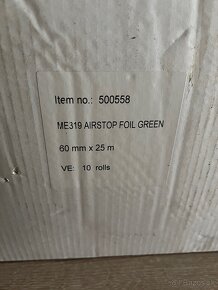 Item no.: 500558
ME319 AIRSTOP FOIL GREEN
60 mm x 25 m
VE: 10 rolls